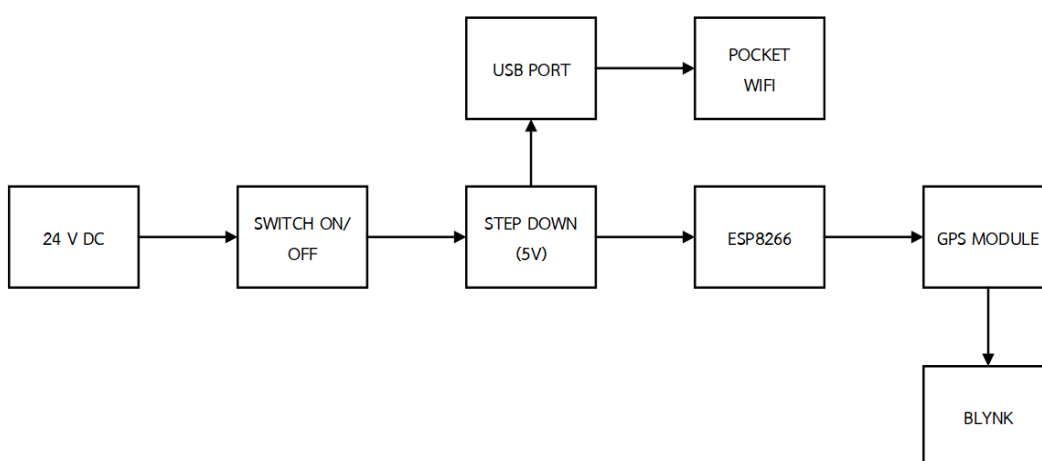 USB PORT
POCKET
WIFI
24 V DC
SWITCH ON/
OFF
STEP DOWN
(5V)
ESP8266
GPS MODULE
BLYNK